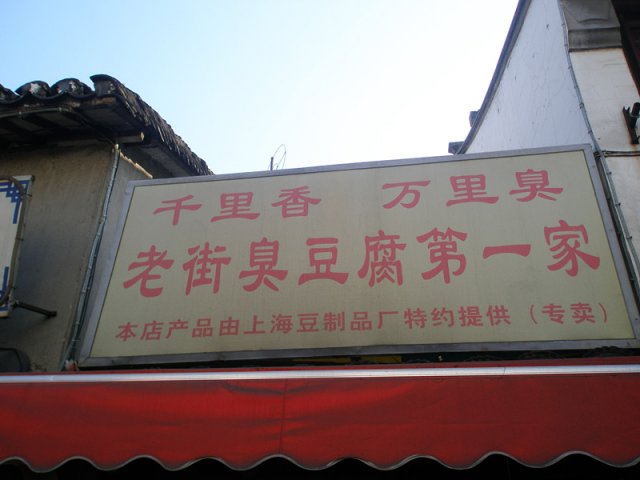 千里香 万里臭
老街臭豆腐第一家
本店产品由上海豆制品厂特约提供（专卖）